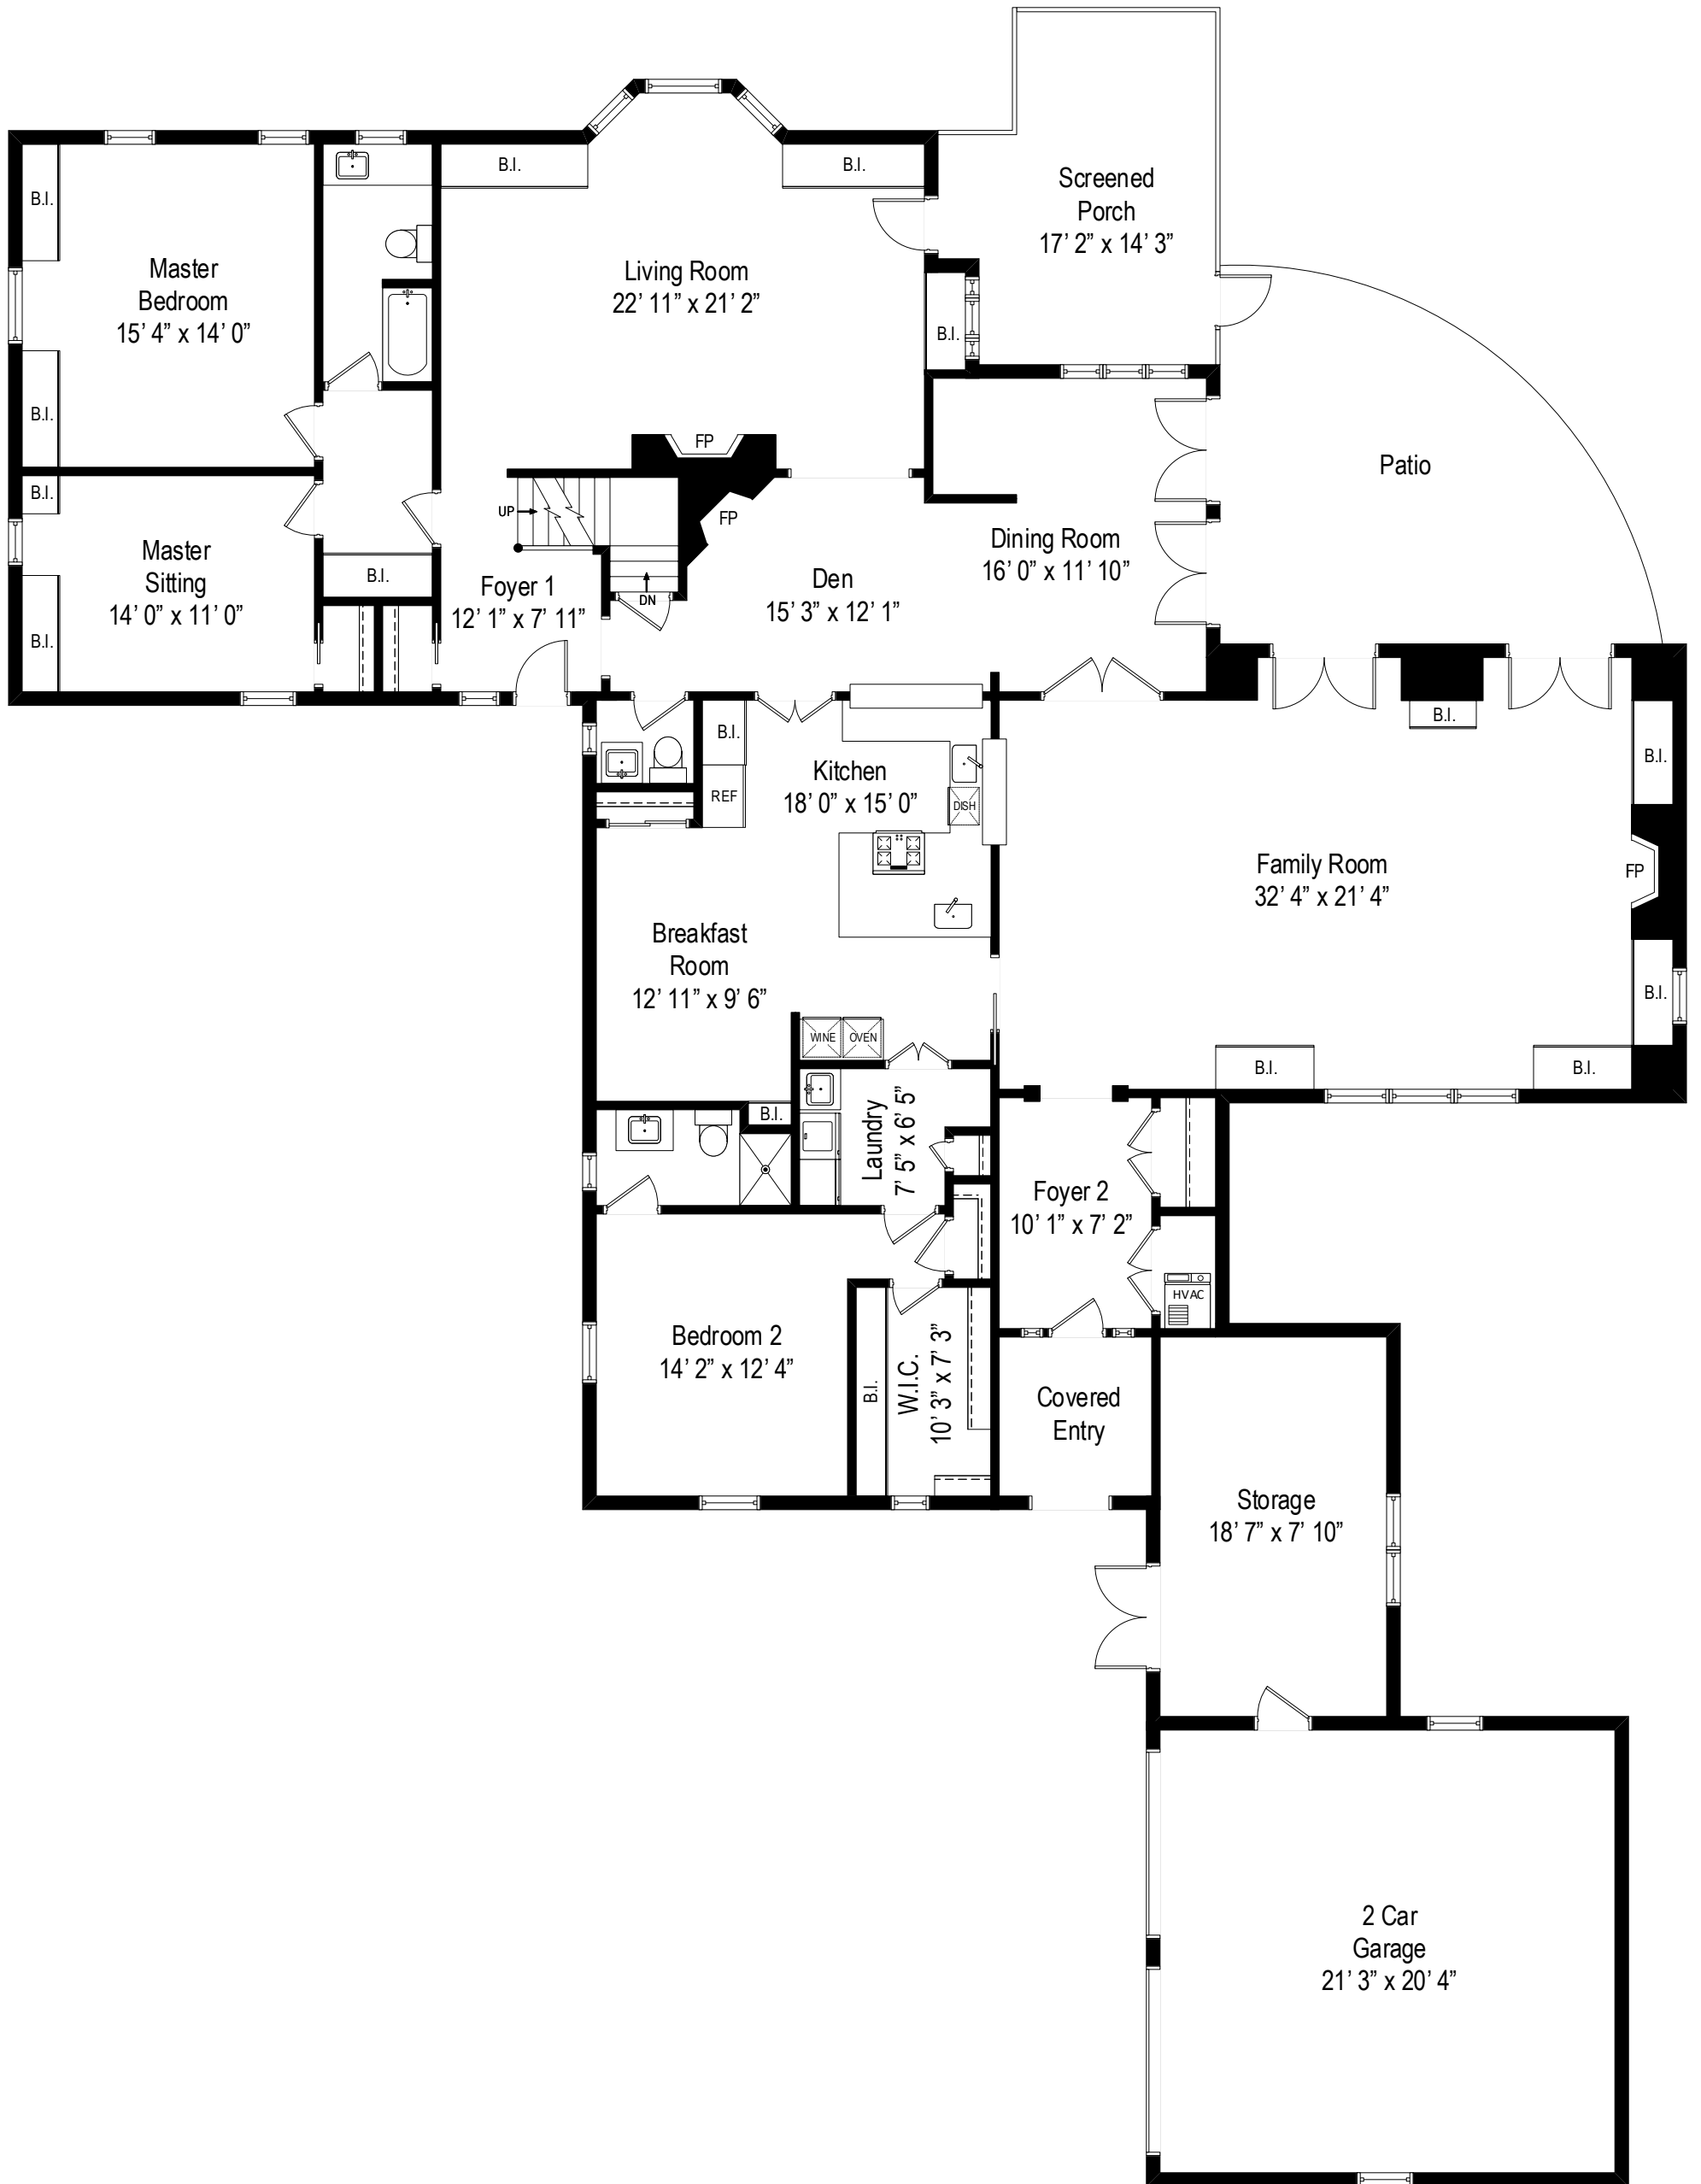 B.I.
B.I.
Screened
Porch
17’ 2” x 14’ 3”
B.I.
Master
Bedroom
15’ 4” x 14’ 0”
Living Room
22’ 11” x 21’ 2”
B.I.
B.I.
FP
Patio
B.I.
UP
FP
Master
Sitting
14’ 0” x 11’ 0”
B.I.
Foyer 1
12’ 1” x 7’ 11”
DN
Den
15’ 3” x 12’ 1”
Dining Room
16’ 0” x 11’ 10”
B.I.
B.I.
B.I.
B.I.
REF
Kitchen
18’ 0” x 15’ 0”
DISH
Family Room
32’ 4” x 21’ 4”
FP
Breakfast
Room
12’ 11” x 9’ 6”
B.I.
WINE
OVEN
B.I.
B.I.
B.I.
Laundry
7’ 5” x 6’ 5”
Foyer 2
10’ 1” x 7’ 2”
HVAC
Bedroom 2
14’ 2” x 12’ 4”
B.I.
W.I.C.
10’ 3” x 7’ 3”
Covered
Entry
Storage
18’ 7” x 7’ 10”
2 Car
Garage
21’ 3” x 20’ 4”